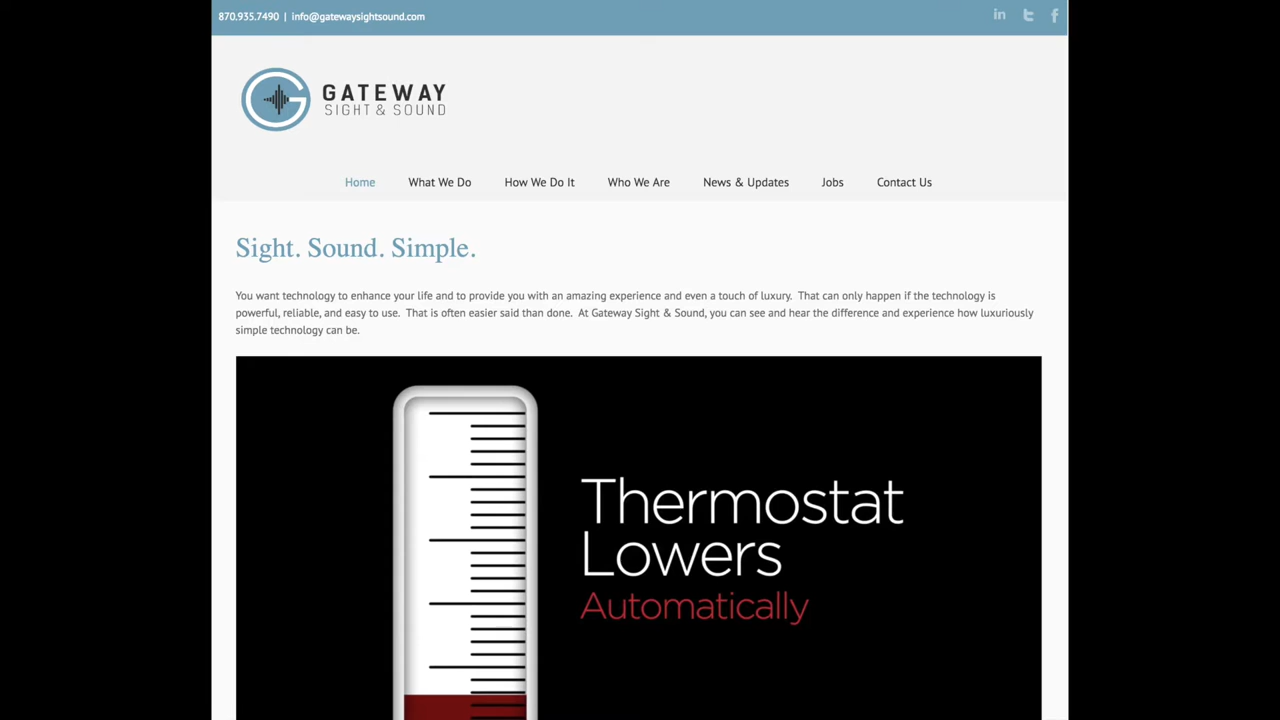 870.935.7490 | info@gatewaysightsound.com
GATEWAY
SIGHT & SOUND
Home What We Do How We Do It Who We Are News & Updates Jobs Contact Us
Sight. Sound. Simple.
You want technology to enhance your life and to provide you with an amazing experience and even a touch of luxury. That can only happen if the technology is
powerful, reliable, and easy to use. That is often easier said than done. At Gateway Sight & Sound, you can see and hear the difference and experience how luxuriously
simple technology can be.
Thermostat
Lowers
Automatically